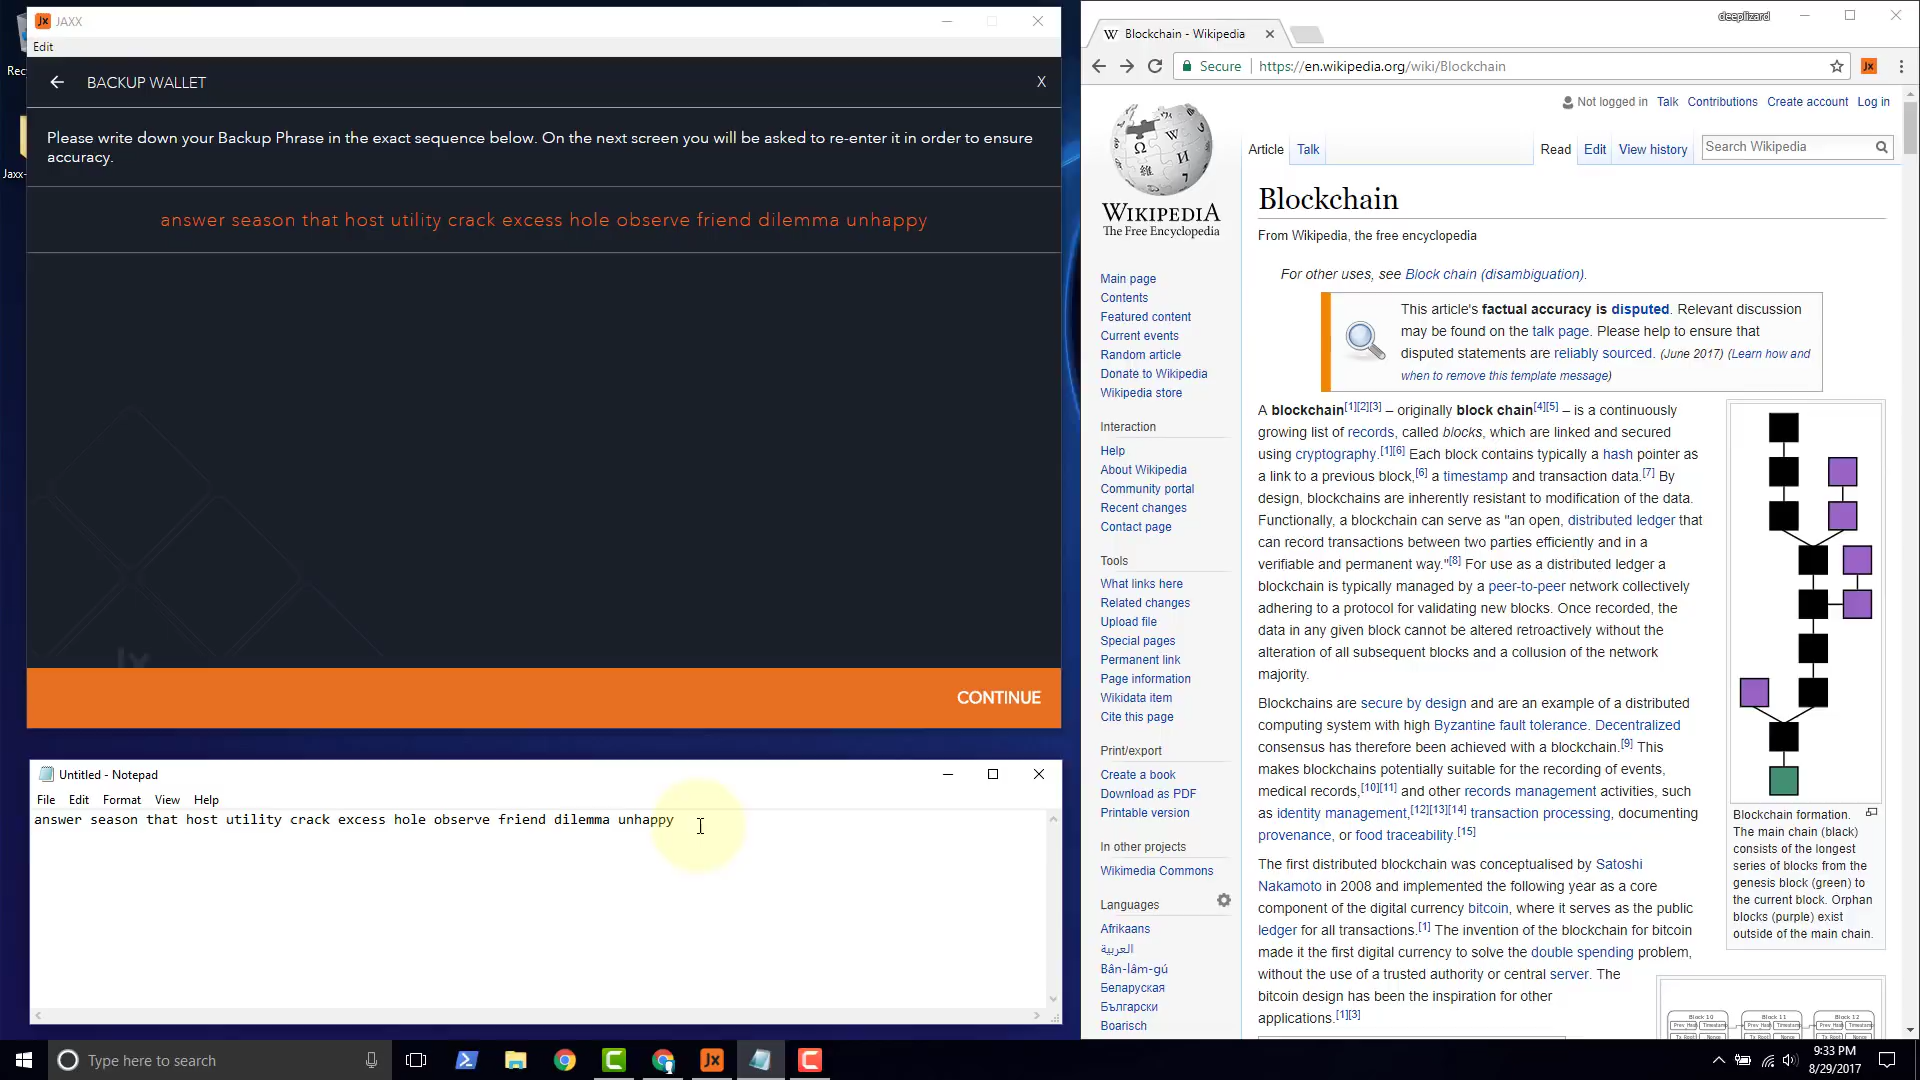 JAXX
Edit
BACKUP WALLET
X
Please write down your Backup Phrase in the exact sequence below. On the next screen you will be asked to re-enter it in order to ensure
accuracy.
answer season that host utility crack excess hole observe friend dilemma unhappy
CONTINUE
Untitled - Notepad
File Edit Format View Help
answer season that host utility crack excess hole observe friend dilemma unhappy
deeplizard
Blockchain - Wikipedia
Secure https://en.wikipedia.org/wiki/Blockchain
Not logged in Talk Contributions Create account Log in
Article Talk Read Edit View history Search Wikipedia
WIKIPEDIA
The Free Encyclopedia
Main page
Contents
Featured content
Current events
Random article
Donate to Wikipedia
Wikipedia store
Interaction
Help
About Wikipedia
Community portal
Recent changes
Contact page
Tools
What links here
Related changes
Upload file
Special pages
Permanent link
Page information
Wikidata item
Cite this page
Print/export
Create a book
Download as PDF
Printable version
In other projects
Wikimedia Commons
Languages
Afrikaans
العربية
Bân-lâm-gú
Беларуская
Български
Boarisch
Blockchain
From Wikipedia, the free encyclopedia
For other uses, see Block chain (disambiguation).
This article's factual accuracy is disputed. Relevant discussion
may be found on the talk page. Please help to ensure that
disputed statements are reliably sourced. (June 2017) (Learn how and
when to remove this template message)
A blockchain[1][2][3] – originally block chain[4][5] – is a continuously
growing list of records, called blocks, which are linked and secured
using cryptography.[1][6] Each block contains typically a hash pointer as
a link to a previous block,[6] a timestamp and transaction data.[7] By
design, blockchains are inherently resistant to modification of the data.
Functionally, a blockchain can serve as "an open, distributed ledger that
can record transactions between two parties efficiently and in a
verifiable and permanent way."[8] For use as a distributed ledger a
blockchain is typically managed by a peer-to-peer network collectively
adhering to a protocol for validating new blocks. Once recorded, the
data in any given block cannot be altered retroactively without the
alteration of all subsequent blocks and a collusion of the network
majority.
Blockchains are secure by design and are an example of a distributed
computing system with high Byzantine fault tolerance. Decentralized
consensus has therefore been achieved with a blockchain.[9] This
makes blockchains potentially suitable for the recording of events,
medical records,[10][11] and other records management activities, such
as identity management,[12][13][14] transaction processing, documenting
provenance, or food traceability.[15]
The first distributed blockchain was conceptualised by Satoshi
Nakamoto in 2008 and implemented the following year as a core
component of the digital currency bitcoin, where it serves as the public
ledger for all transactions.[1] The invention of the blockchain for bitcoin
made it the first digital currency to solve the double spending problem,
without the use of a trusted authority or central server. The
bitcoin design has been the inspiration for other
applications.[1][3]
Blockchain formation.
The main chain (black)
consists of the longest
series of blocks from the
genesis block (green) to
the current block. Orphan
blocks (purple) exist
outside of the main chain.
Block 10 Block 11 Block 12
Type here to search
9:33 PM
8/29/2017